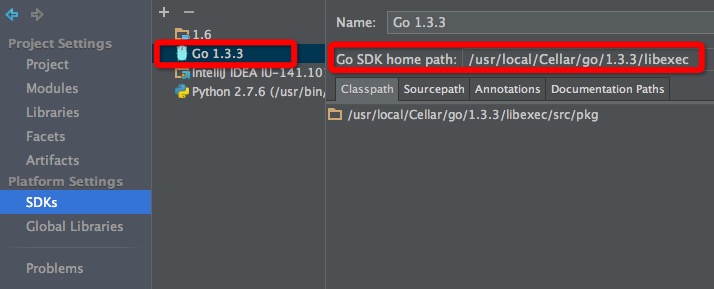 Project Settings
Project
Modules
Libraries
Facets
Artifacts
Platform Settings
SDKs
Global Libraries
Problems
1.6
Go 1.3.3
IntelliJ IDEA IU-141.10
Python 2.7.6 (/usr/bin/
Name: Go 1.3.3
Go SDK home path: /usr/local/Cellar/go/1.3.3/libexec
Classpath Sourcepath Annotations Documentation Paths
/usr/local/Cellar/go/1.3.3/libexec/src/pkg